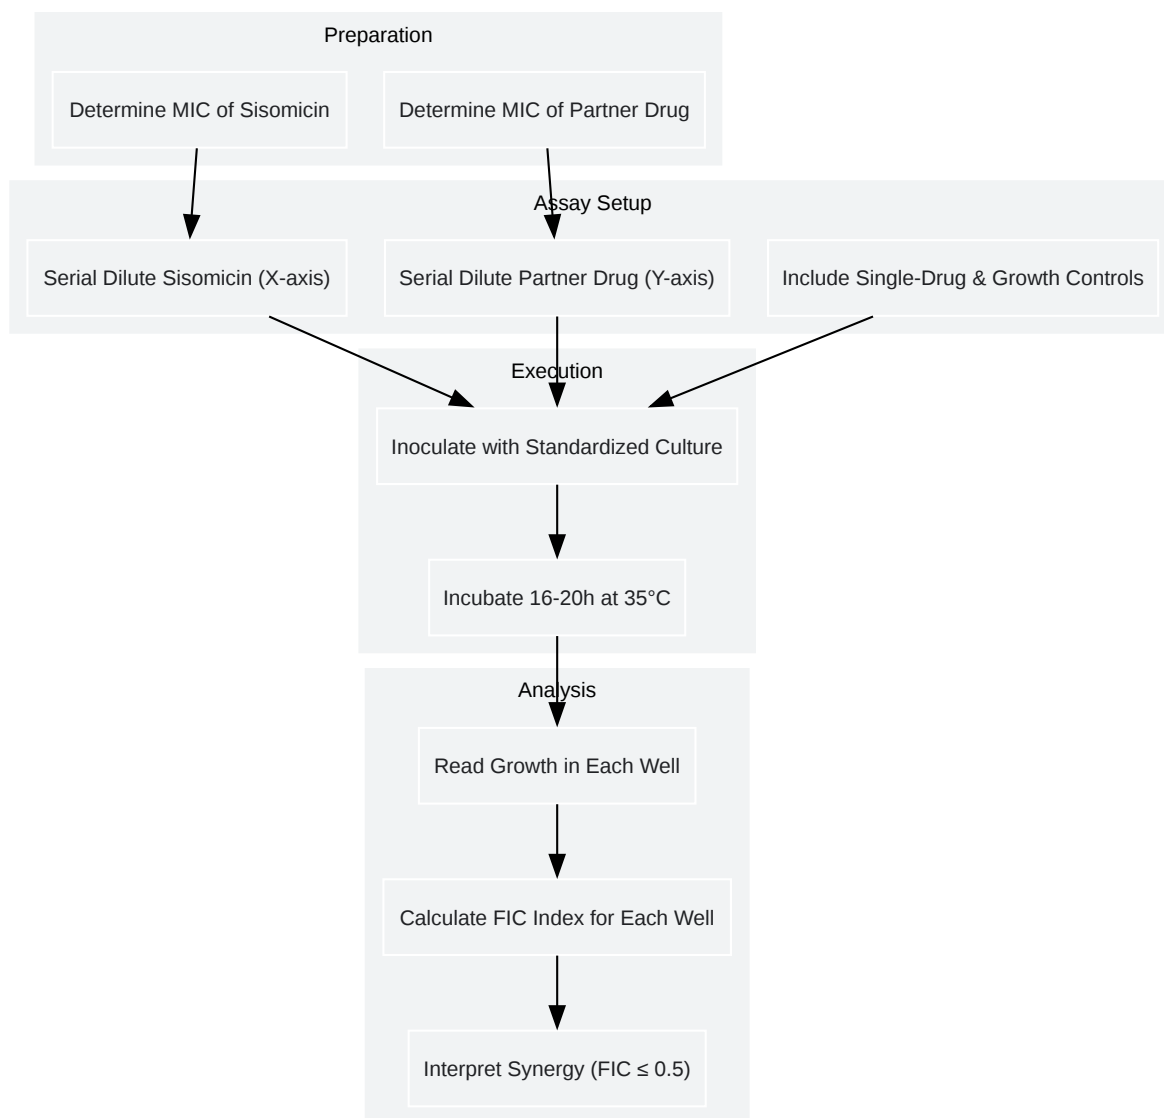 Preparation
Determine MIC of Sisomicin
Determine MIC of Partner Drug
Assay Setup
Serial Dilute Sisomicin (X-axis)
Serial Dilute Partner Drug (Y-axis)
Include Single-Drug & Growth Controls
Execution
Inoculate with Standardized Culture
Incubate 16-20h at 35°C
Analysis
Read Growth in Each Well
Calculate FIC Index for Each Well
Interpret Synergy (FIC ≤ 0.5)